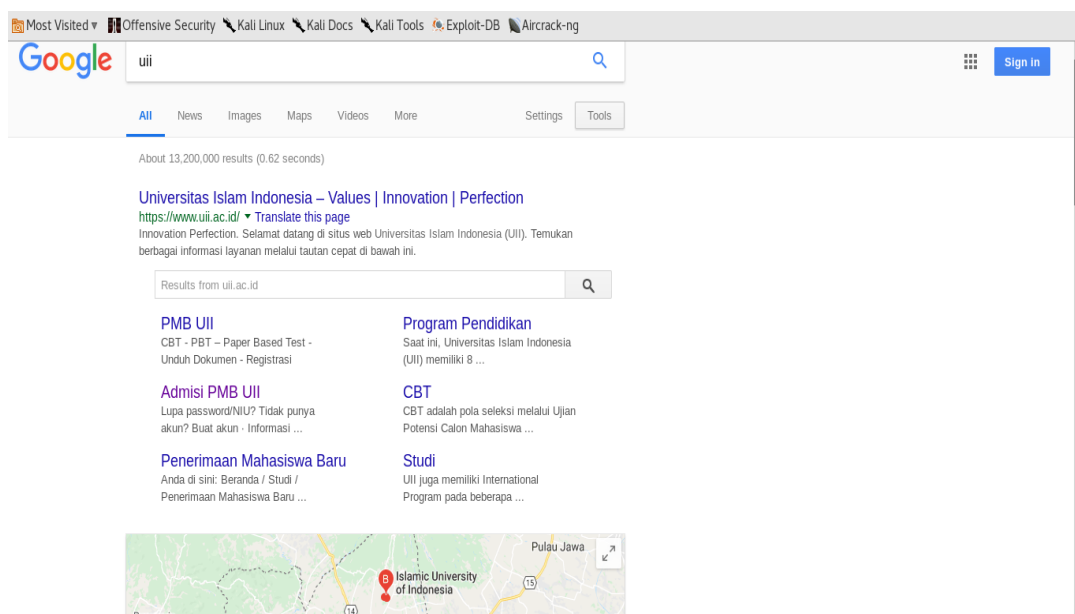 Most Visited ▾ Offensive Security Kali Linux Kali Docs Kali Tools Exploit-DB Aircrack-ng
Google uii Sign in
All News Images Maps Videos More Settings Tools
About 13,200,000 results (0.62 seconds)
Universitas Islam Indonesia – Values | Innovation | Perfection
https://www.uii.ac.id/ ▾ Translate this page
Innovation Perfection. Selamat datang di situs web Universitas Islam Indonesia (UII). Temukan
berbagai informasi layanan melalui tautan cepat di bawah ini.
Results from uii.ac.id
PMB UII
CBT - PBT – Paper Based Test -
Unduh Dokumen - Registrasi
Program Pendidikan
Saat ini, Universitas Islam Indonesia
(UII) memiliki 8 ...
Admisi PMB UII
Lupa password/NIU? Tidak punya
akun? Buat akun · Informasi ...
CBT
CBT adalah pola seleksi melalui Ujian
Potensi Calon Mahasiswa ...
Penerimaan Mahasiswa Baru
Anda di sini: Beranda / Studi /
Penerimaan Mahasiswa Baru ...
Studi
UII juga memiliki International
Program pada beberapa ...
Pulau Jawa
B Islamic University
of Indonesia
15
14